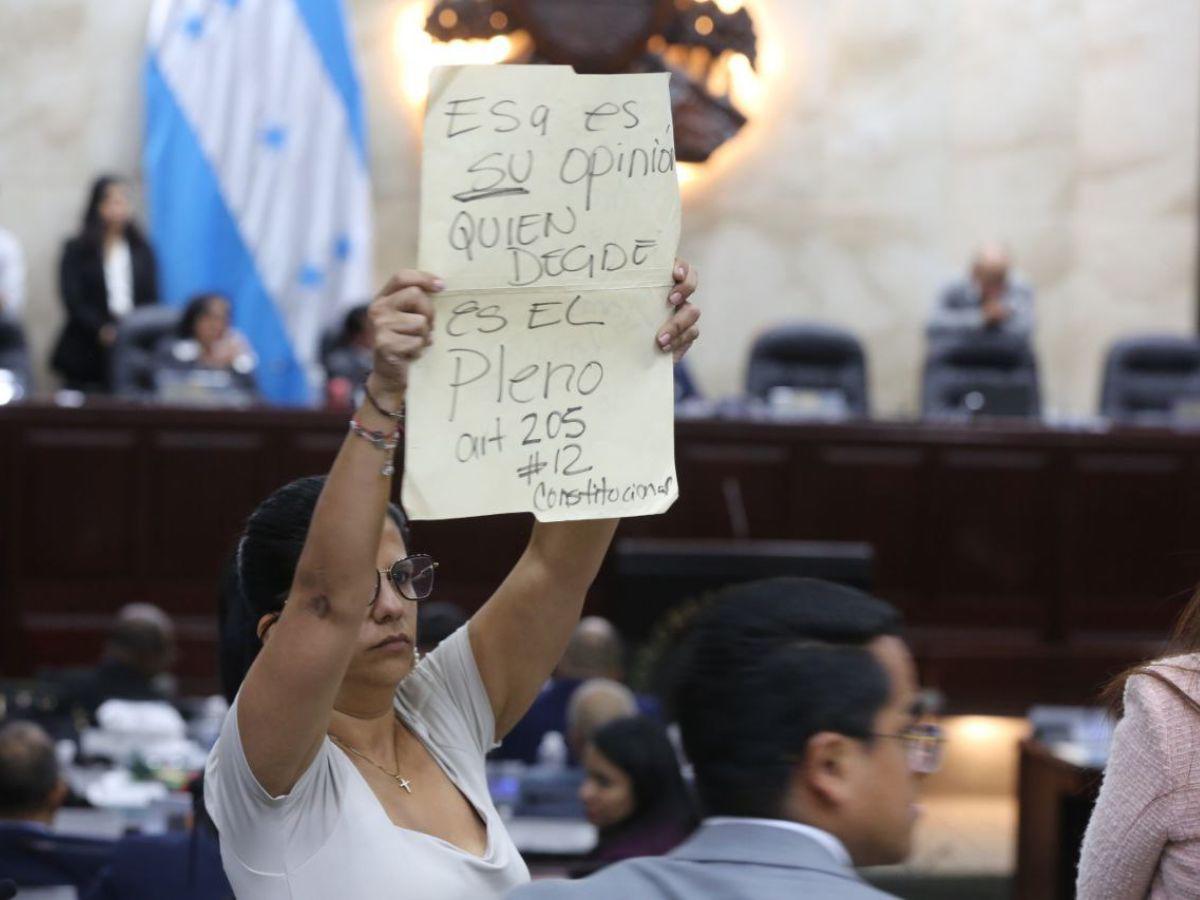 Esa es
SU opinión
QUIEN
DECIDE
es EL
Pleno
art 205
#12
Constitucional